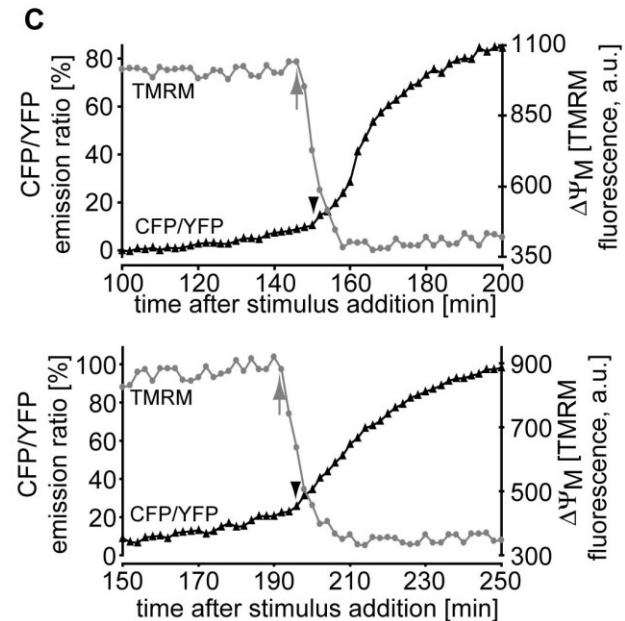 C
CFP/YFP
emission ratio [%]
80
60
40
20
0
TMRM
CFP/YFP
1100
1000
600
400
350
100
120
140
160
180
200
time after stimulus addition [min]
ΔΨM [TMRM
fluorescence, a.u.]
CFP/YFP
emission ratio [%]
100
80
60
40
20
0
TMRM
CFP/YFP
900
700
500
400
300
150
170
190
210
230
250
time after stimulus addition [min]
ΔΨM [TMRM
fluorescence, a.u.]